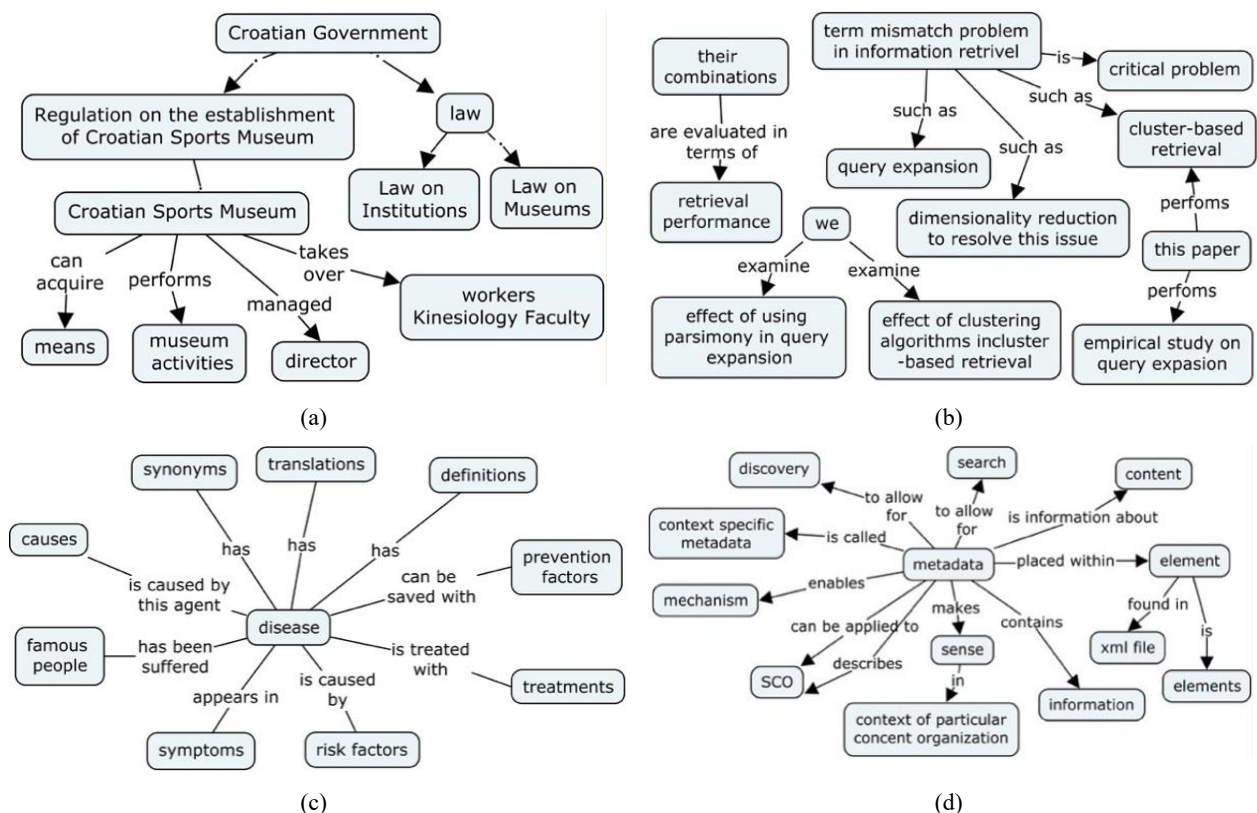 Croatian Government
Regulation on the establishment
of Croatian Sports Museum
law
Law on
Institutions
Law on
Museums
Croatian Sports Museum
can
acquire
performs
managed
takes
over
means
museum
activities
director
workers
Kinesiology Faculty
(a)
their
combinations
are evaluated in
terms of
retrieval
performance
term mismatch problem
in information retrivel
is
critical problem
such as
such as
such as
query expansion
dimensionality reduction
to resolve this issue
cluster-based
retrieval
perfoms
this paper
perfoms
empirical study on
query expasion
we
examine
examine
effect of using
parsimony in query
expansion
effect of clustering
algorithms incluster
-based retrieval
(b)
synonyms
translations
definitions
causes
has
has
has
is caused by
this agent
can be
saved with
prevention
factors
disease
famous
people
has been
suffered
is treated
with
treatments
appears in
is caused
by
symptoms
risk factors
(c)
discovery
search
content
to allow
for
to allow
for
is information about
context specific
metadata
is called
metadata
placed within
element
mechanism
enables
makes
contains
found in
is
can be applied to
describes
sense
xml file
SCO
in
information
elements
context of particular
concent organization
(d)